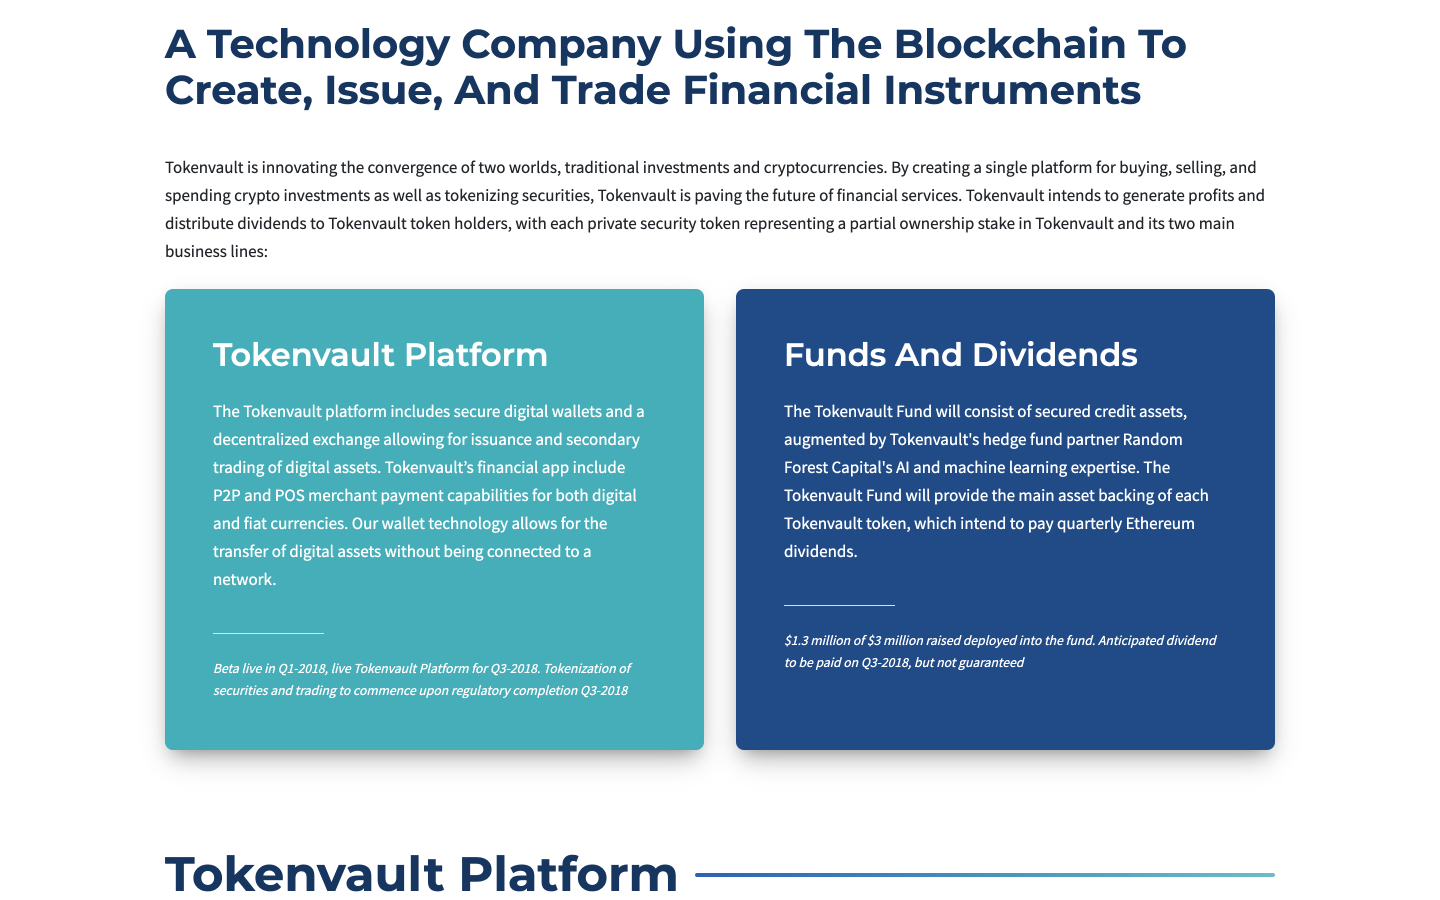 A Technology Company Using The Blockchain To
Create, Issue, And Trade Financial Instruments
Tokenvault is innovating the convergence of two worlds, traditional investments and cryptocurrencies. By creating a single platform for buying, selling, and
spending crypto investments as well as tokenizing securities, Tokenvault is paving the future of financial services. Tokenvault intends to generate profits and
distribute dividends to Tokenvault token holders, with each private security token representing a partial ownership stake in Tokenvault and its two main
business lines:
Tokenvault Platform
The Tokenvault platform includes secure digital wallets and a
decentralized exchange allowing for issuance and secondary
trading of digital assets. Tokenvault’s financial app include
P2P and POS merchant payment capabilities for both digital
and fiat currencies. Our wallet technology allows for the
transfer of digital assets without being connected to a
network.
Beta live in Q1-2018, live Tokenvault Platform for Q3-2018. Tokenization of
securities and trading to commence upon regulatory completion Q3-2018
Funds And Dividends
The Tokenvault Fund will consist of secured credit assets,
augmented by Tokenvault's hedge fund partner Random
Forest Capital's AI and machine learning expertise. The
Tokenvault Fund will provide the main asset backing of each
Tokenvault token, which intend to pay quarterly Ethereum
dividends.
$1.3 million of $3 million raised deployed into the fund. Anticipated dividend
to be paid on Q3-2018, but not guaranteed
Tokenvault Platform